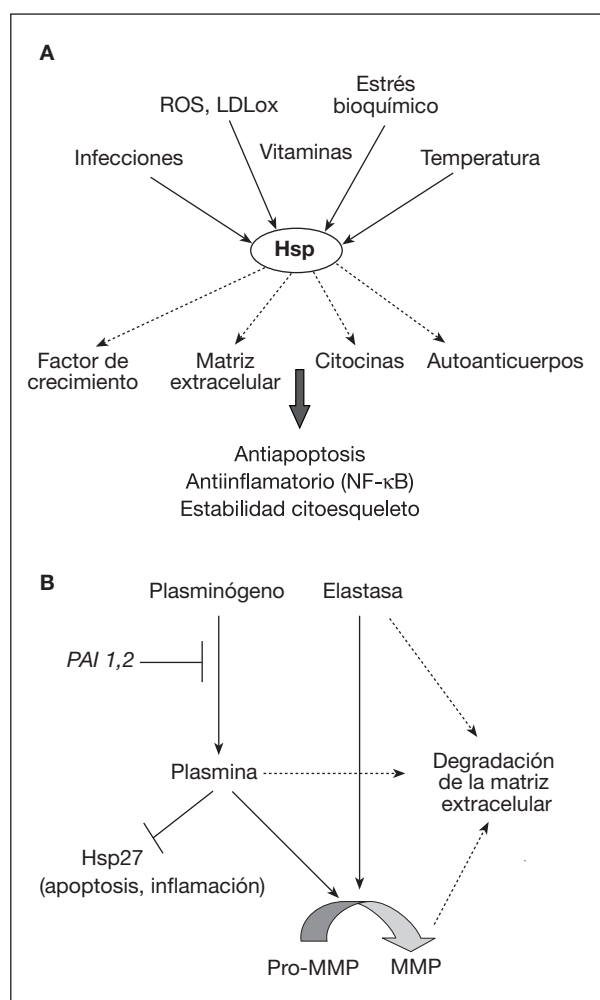 A
ROS, LDLox
Estrés
bioquímico
Infecciones
Vitaminas
Temperatura
Hsp
Factor de
crecimiento
Matriz
extracelular
Citocinas
Autoanticuerpos
Antiapoptosis
Antiinflamatorio (NF-κB)
Estabilidad citoesqueleto
B
Plasminógeno
Elastasa
PAI 1,2
Plasmina
Degradación
de la matriz
extracelular
Hsp27
(apoptosis, inflamación)
Pro-MMP
MMP